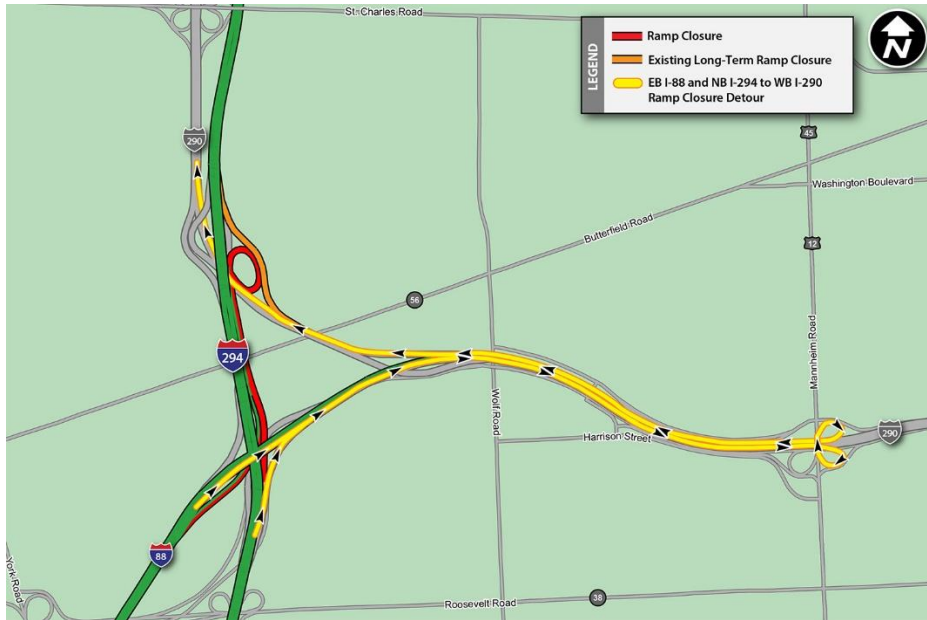 St. Charles Road
N
LEGEND
Ramp Closure
Existing Long-Term Ramp Closure
EB I-88 and NB I-294 to WB I-290
Ramp Closure Detour
290
45
Washington Boulevard
Butterfield Road
12
56
294
Mannheim Road
Wolf Road
Harrison Street
290
88
York Road
Roosevelt Road
38